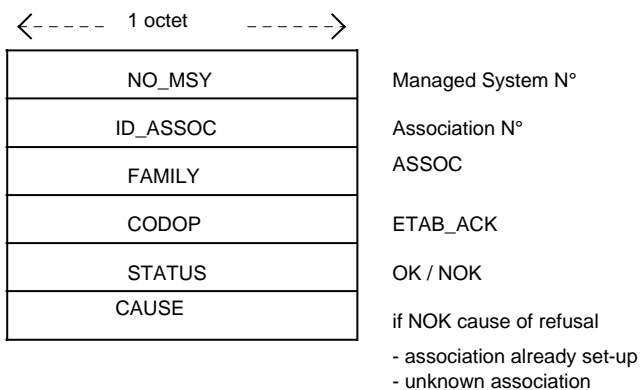 1 octet
NO_MSY Managed System N°
ID_ASSOC Association N°
FAMILY ASSOC
CODOP ETAB_ACK
STATUS OK / NOK
CAUSE if NOK cause of refusal
- association already set-up
- unknown association